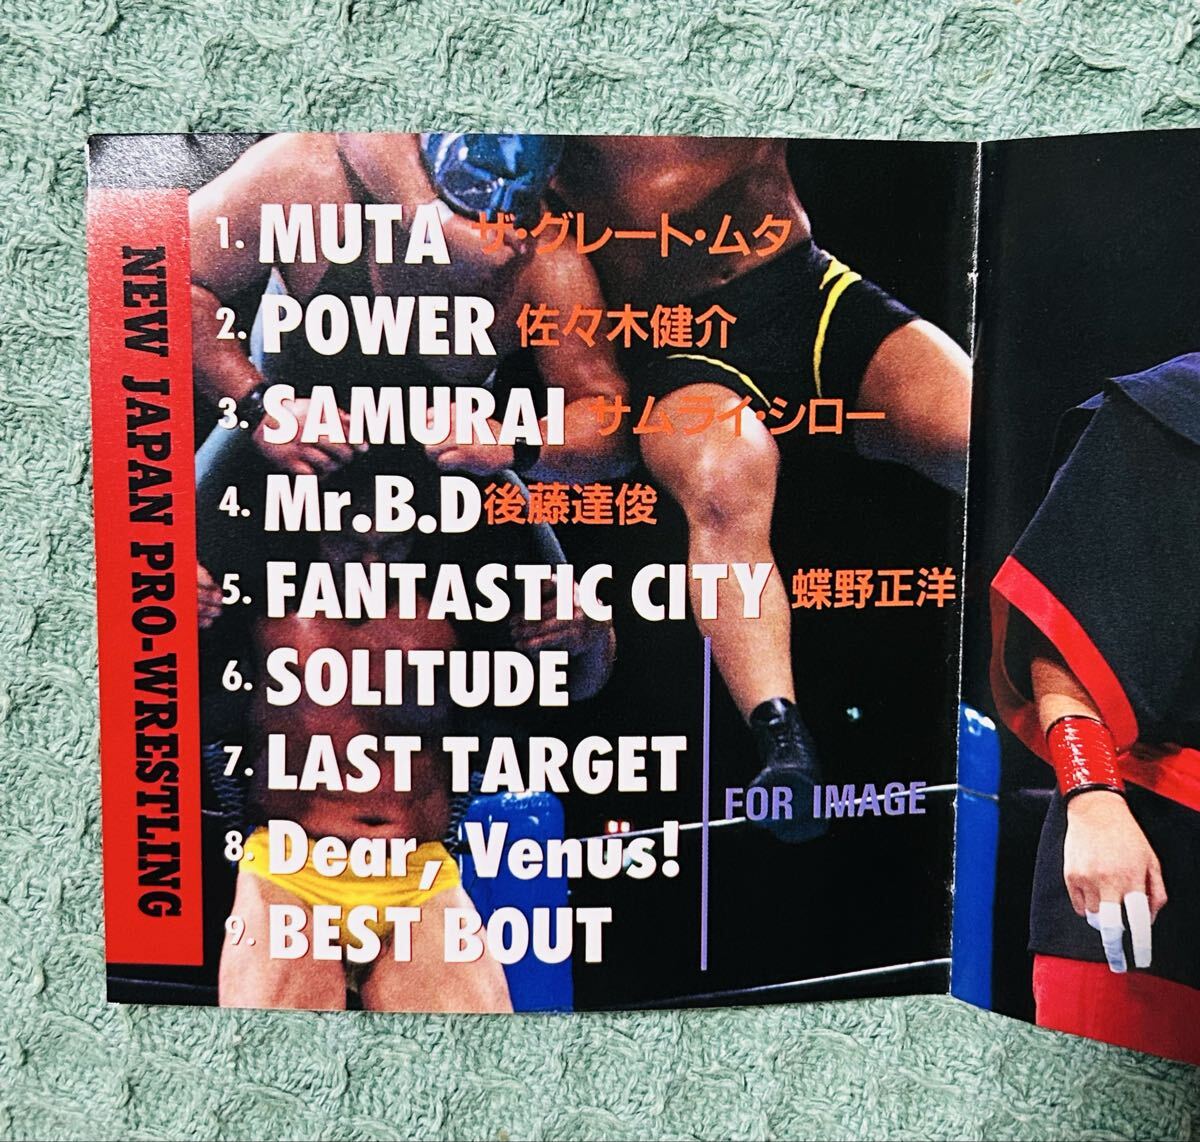 NEW JAPAN PRO-WRESTLING
1. MUTA ザ・グレート・ムタ
2. POWER 佐々木健介
3. SAMURAI サムライ・シロー
4. Mr.B.D 後藤達俊
5. FANTASTIC CITY 蝶野正洋
6. SOLITUDE
7. LAST TARGET
8. Dear, Venus!
9. BEST BOUT
FOR IMAGE